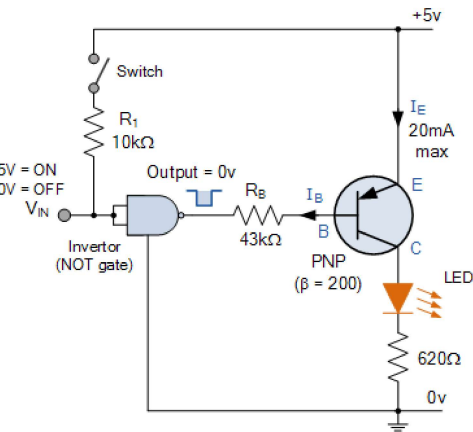 +5v
Switch
R1
10kΩ
IE
20mA
max
5V = ON
0V = OFF
VIN
Output = 0v
RB
43kΩ
IB
B
E
C
Invertor
(NOT gate)
PNP
(β = 200)
LED
620Ω
0v